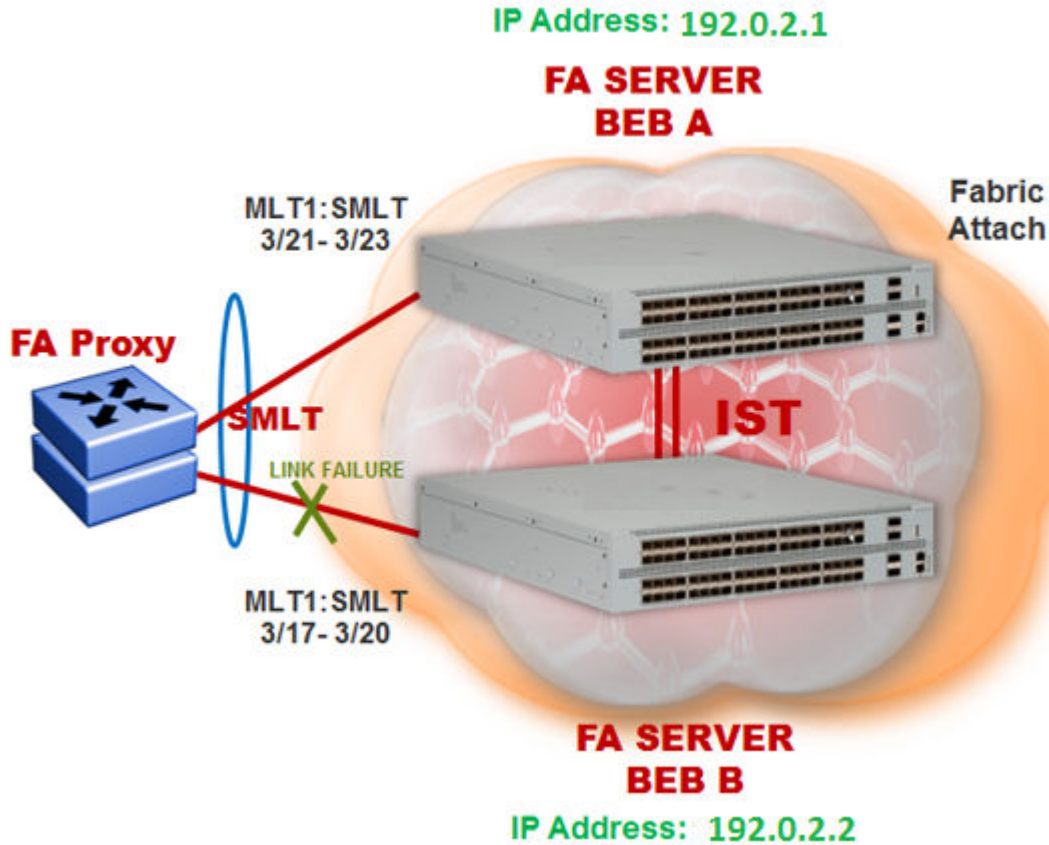 IP Address: 192.0.2.1
FA SERVER
BEB A
MLT1:SMLT
3/21- 3/23
Fabric
Attach
FA Proxy
SMLT
IST
LINK FAILURE
MLT1:SMLT
3/17- 3/20
FA SERVER
BEB B
IP Address: 192.0.2.2